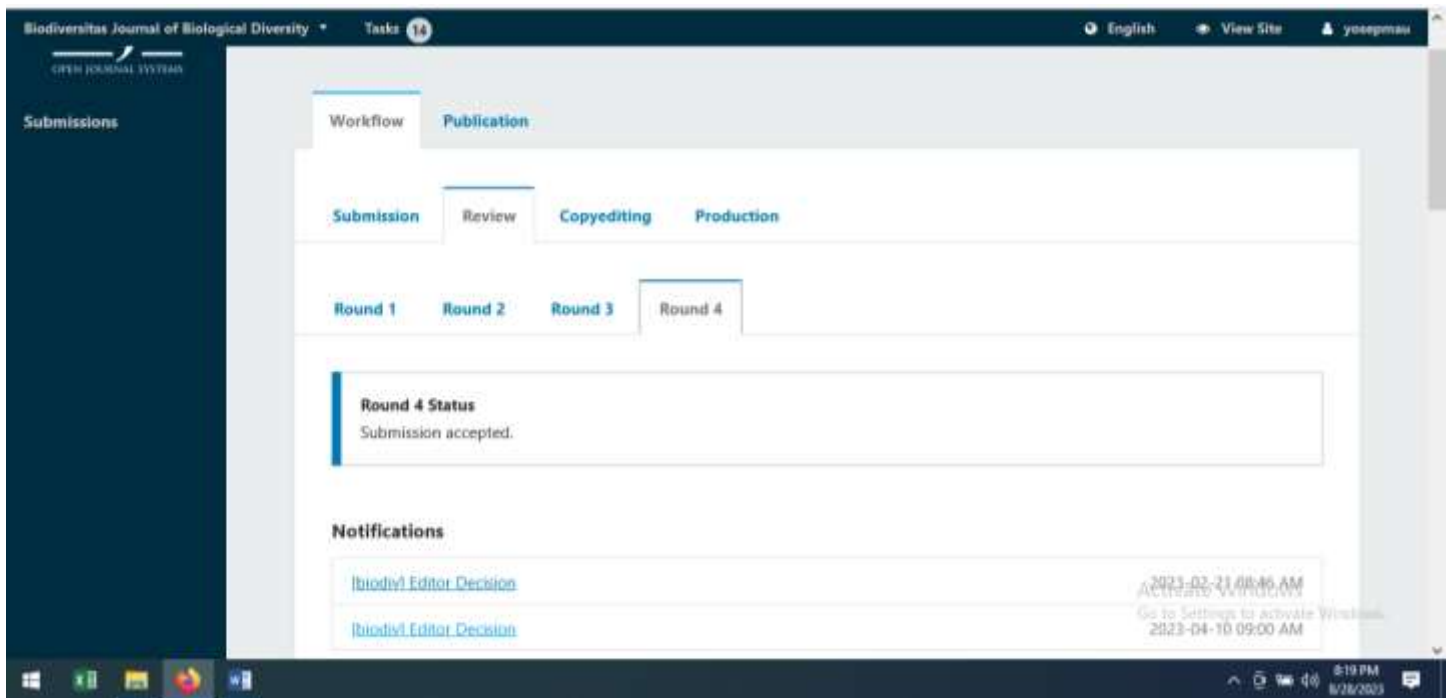 Biodiversitas Journal of Biological Diversity Tasks 14 English View Site yosepmau
OPEN JOURNAL SYSTEMS
Submissions
Workflow Publication
Submission Review Copyediting Production
Round 1 Round 2 Round 3 Round 4
Round 4 Status
Submission accepted.
Notifications
[biodiv] Editor Decision 2023-02-21 08:46 AM
Activate Windows
Go to Settings to activate Windows.
[biodiv] Editor Decision 2023-04-10 09:00 AM
8:19 PM